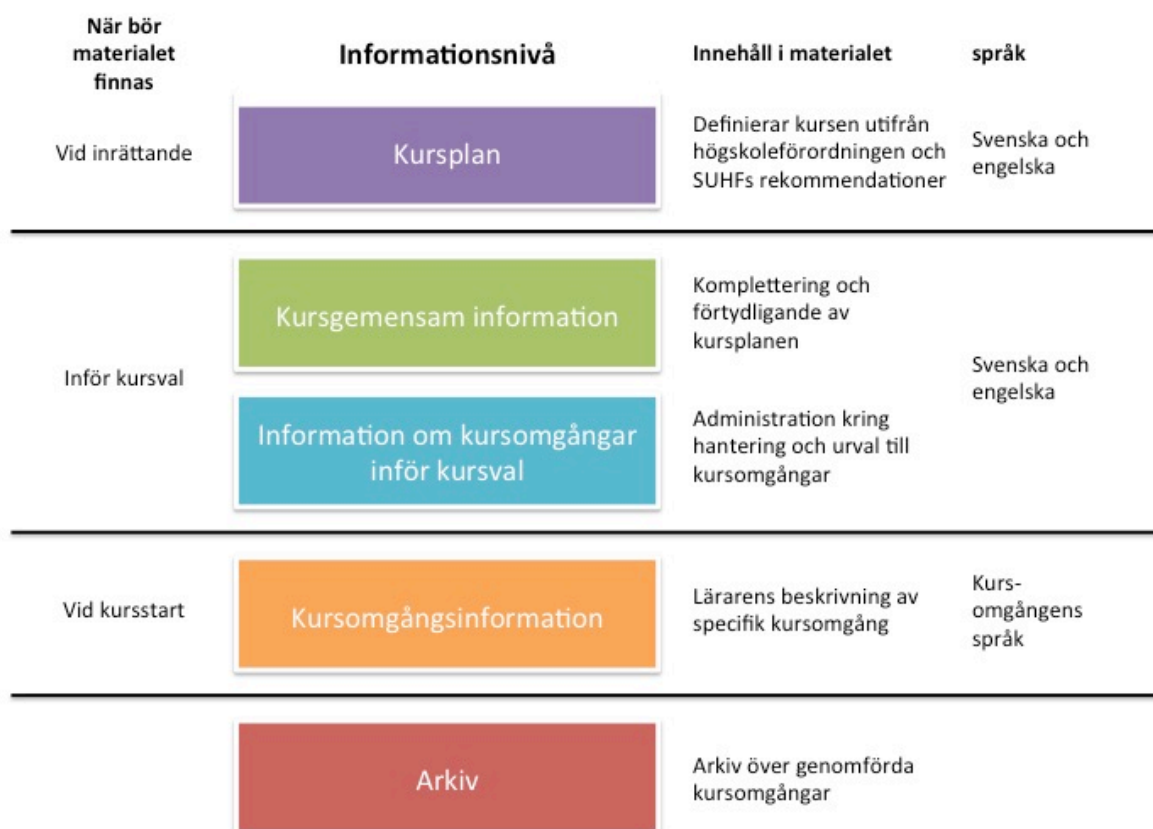 När bör
materialet
finnas
Informationsnivå
Innehåll i materialet
språk
Vid inrättande
Kursplan
Definierar kursen utifrån
högskoleförordningen och
SUHFs rekommendationer
Svenska och
engelska
Inför kursval
Kursgemensam information
Komplettering och
förtydligande av
kursplanen
Information om kursomgångar
inför kursval
Administration kring
hantering och urval till
kursomgångar
Svenska och
engelska
Vid kursstart
Kursomgångsinformation
Lärarens beskrivning av
specifik kursomgång
Kurs-
omgångens
språk
Arkiv
Arkiv över genomförda
kursomgångar